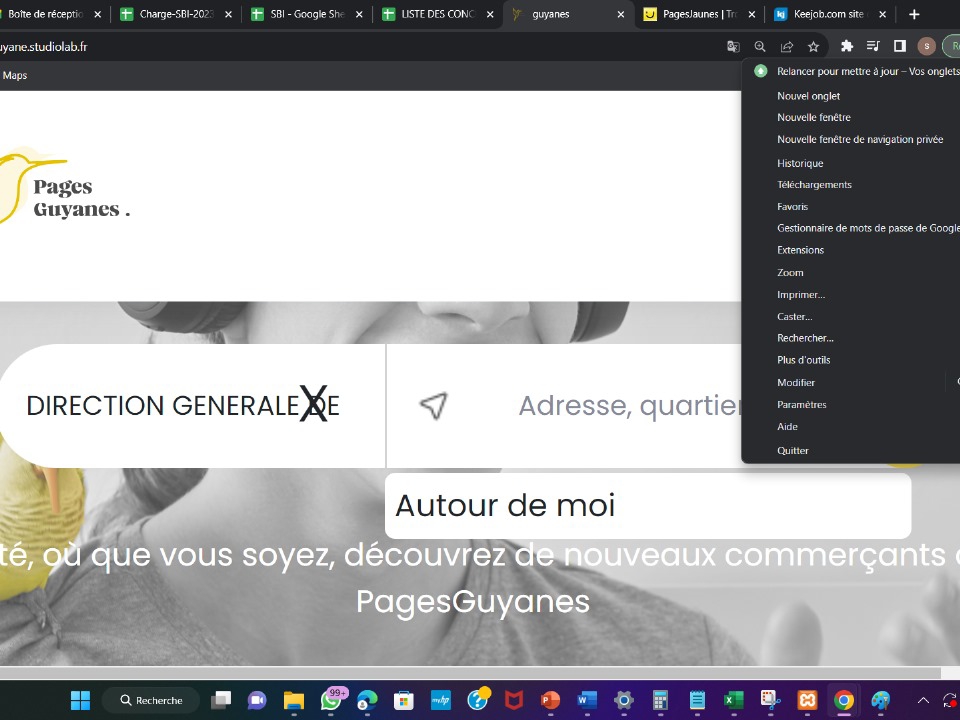 Boîte de réceptio
Charge-SBI-2023
SBI - Google She
LISTE DES CONC
guyanes
PagesJaunes | Tro
Keejob.com site
uyane.studiolab.fr
S
Re
Maps
Relancer pour mettre à jour – Vos onglets
Nouvel onglet
Nouvelle fenêtre
Nouvelle fenêtre de navigation privée
Historique
Téléchargements
Favoris
Gestionnaire de mots de passe de Google
Extensions
Zoom
Imprimer...
Caster...
Rechercher...
Plus d'outils
Modifier
Paramètres
Aide
Quitter
Pages
Guyanes .
DIRECTION GENERALE DE
X
Adresse, quartier
Autour de moi
té, où que vous soyez, découvrez de nouveaux commerçants
PagesGuyanes
Recherche
99+